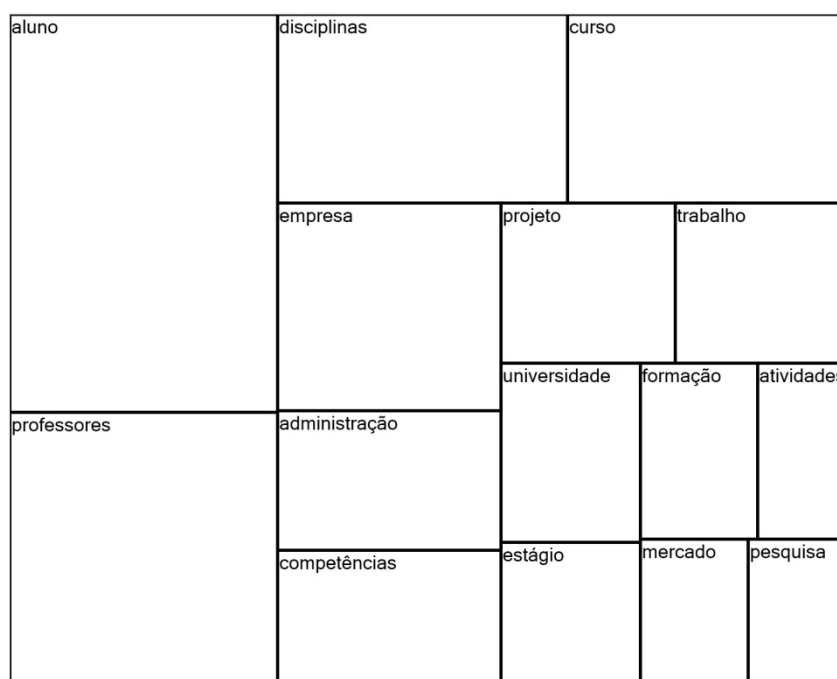 aluno
disciplinas
curso
empresa
projeto
trabalho
universidade
formação
atividades
professores
administração
competências
estágio
mercado
pesquisa